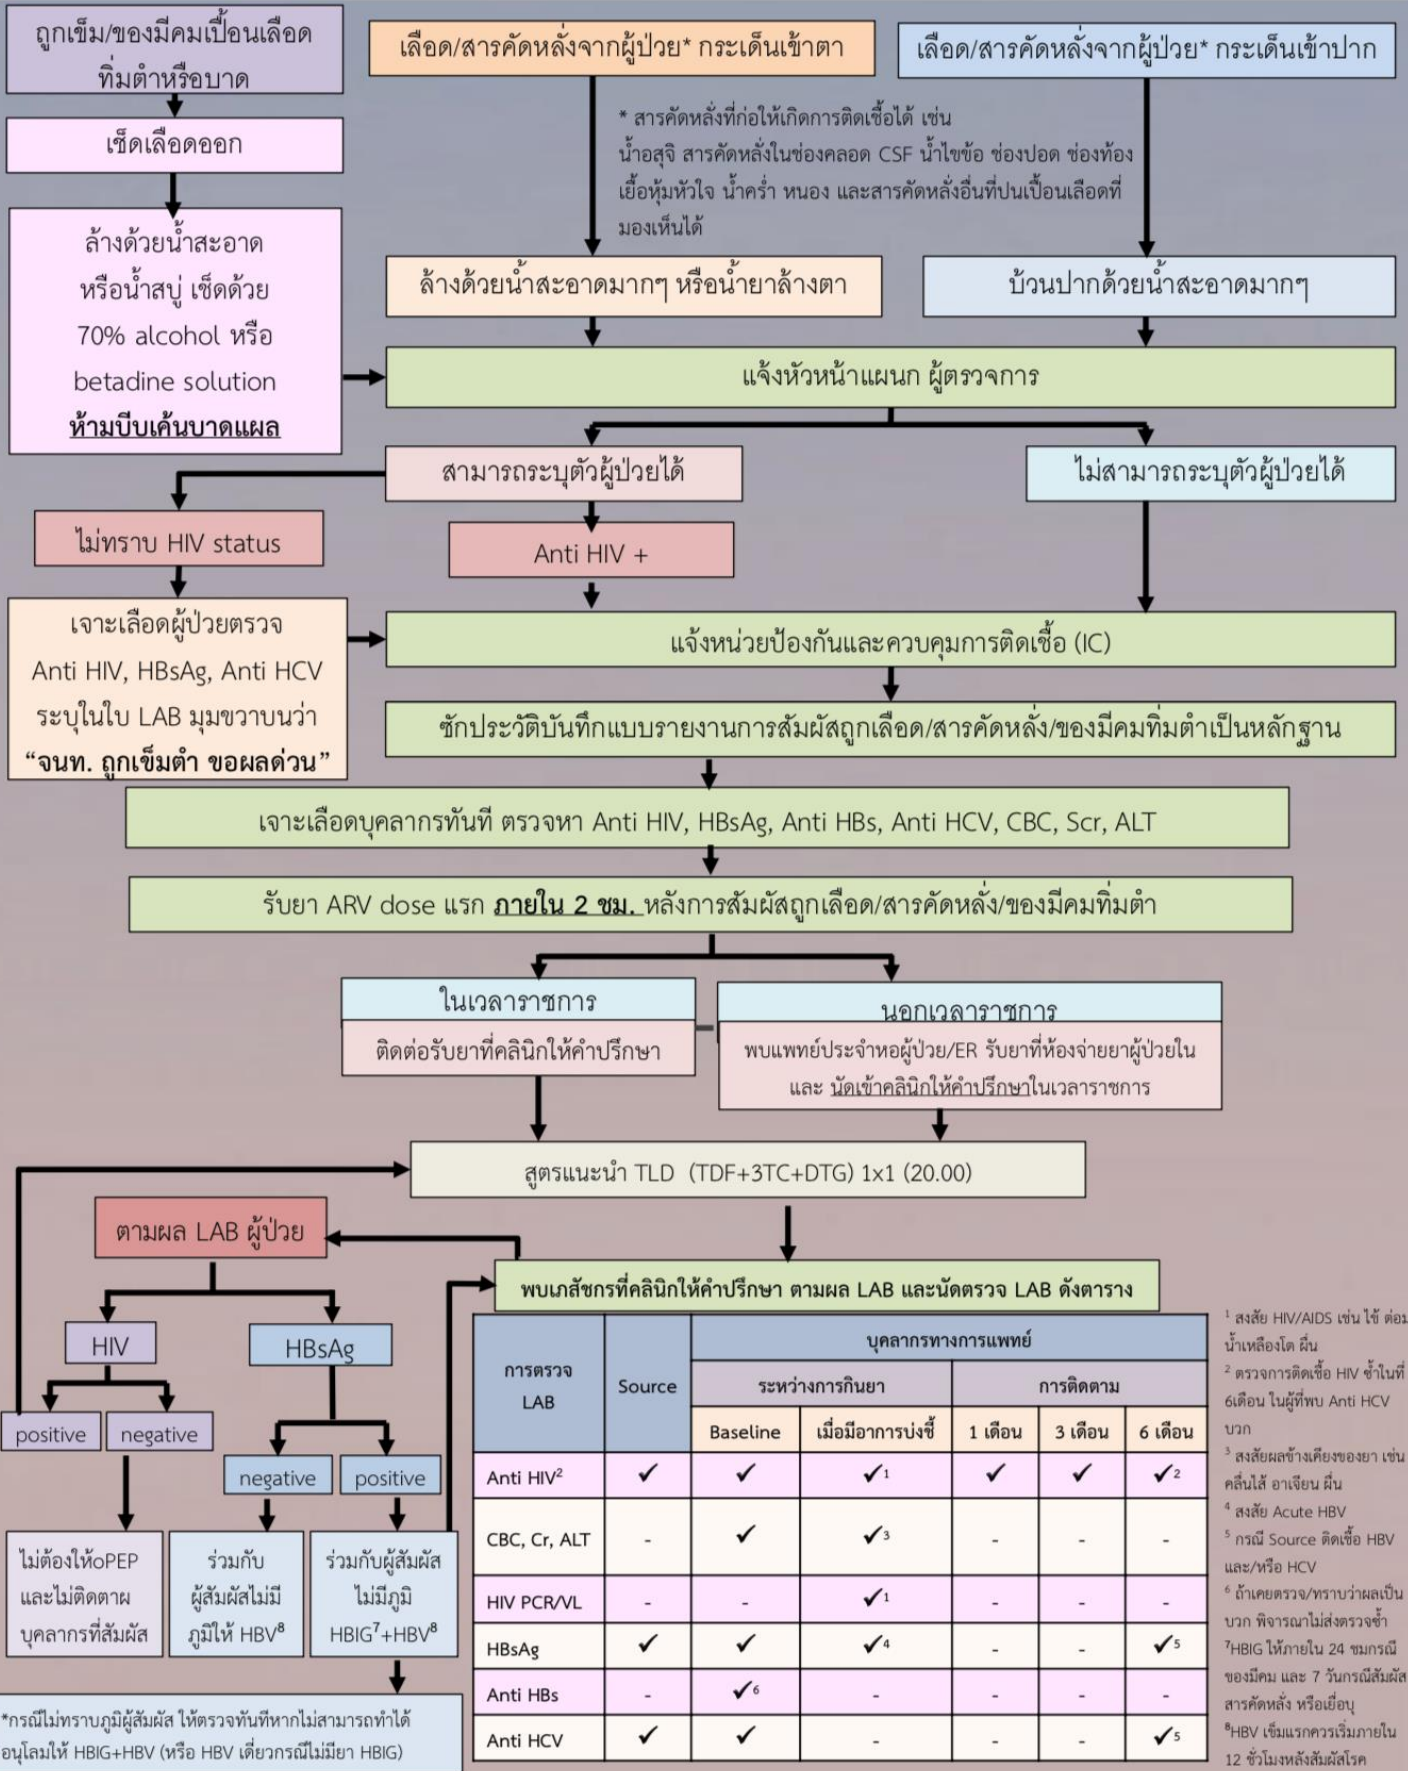 ถูกเข็ม/ของมีคมเปื้อนเลือด
ทิ่มตำหรือบาด
เช็ดเลือดออก
ล้างด้วยน้ำสะอาด
หรือน้ำสบู่ เช็ดด้วย
70% alcohol หรือ
betadine solution
ห้ามบีบเค้นบาดแผล
เลือด/สารคัดหลั่งจากผู้ป่วย* กระเด็นเข้าตา
เลือด/สารคัดหลั่งจากผู้ป่วย* กระเด็นเข้าปาก
* สารคัดหลั่งที่ก่อให้เกิดการติดเชื้อได้ เช่น
น้ำอสุจิ สารคัดหลั่งในช่องคลอด CSF น้ำไขข้อ ช่องปอด ช่องท้อง
เยื้อหุ้มหัวใจ น้ำคร่ำ หนอง และสารคัดหลั่งอื่นที่ปนเปื้อนเลือดที่
มองเห็นได้
ล้างด้วยน้ำสะอาดมากๆ หรือน้ำยาล้างตา
บ้วนปากด้วยน้ำสะอาดมากๆ
แจ้งหัวหน้าแผนก ผู้ตรวจการ
สามารถระบุตัวผู้ป่วยได้
ไม่สามารถระบุตัวผู้ป่วยได้
ไม่ทราบ HIV status
Anti HIV +
เจาะเลือดผู้ป่วยตรวจ
Anti HIV, HBsAg, Anti HCV
ระบุในใบ LAB มุมขวาบนว่า
“จนท. ถูกเข็มตำ ขอผลด่วน”
แจ้งหน่วยป้องกันและควบคุมการติดเชื้อ (IC)
ซักประวัติบันทึกแบบรายงานการสัมผัสถูกเลือด/สารคัดหลั่ง/ของมีคมทิ่มตำเป็นหลักฐาน
เจาะเลือดบุคลากรทันที ตรวจหา Anti HIV, HBsAg, Anti HBs, Anti HCV, CBC, Scr, ALT
รับยา ARV dose แรก ภายใน 2 ชม. หลังการสัมผัสถูกเลือด/สารคัดหลั่ง/ของมีคมทิ่มตำ
ในเวลาราชการ
ติดต่อรับยาที่คลินิกให้คำปรึกษา
นอกเวลาราชการ
พบแพทย์ประจำหอผู้ป่วย/ER รับยาที่ห้องจ่ายยาผู้ป่วยใน
และ นัดเข้าคลินิกให้คำปรึกษาในเวลาราชการ
สูตรแนะนำ TLD (TDF+3TC+DTG) 1x1 (20.00)
ตามผล LAB ผู้ป่วย
HIV
HBsAg
positive
negative
negative
positive
ไม่ต้องให้oPEP
และไม่ติดตาผ
บุคลากรที่สัมผัส
ร่วมกับ
ผู้สัมผัสไม่มี
ภูมิให้ HBV⁸
ร่วมกับผู้สัมผัส
ไม่มีภูมิ
HBIG⁷+HBV⁸
*กรณีไม่ทราบภูมิผู้สัมผัส ให้ตรวจทันทีหากไม่สามารถทำได้
อนุโลมให้ HBIG+HBV (หรือ HBV เดี่ยวกรณีไม่มียา HBIG)
พบเภสัชกรที่คลินิกให้คำปรึกษา ตามผล LAB และนัดตรวจ LAB ดังตาราง
การตรวจ
LAB
Source
บุคลากรทางการแพทย์
ระหว่างการกินยา
การติดตาม
Baseline
เมื่อมีอาการบ่งชี้
1 เดือน
3 เดือน
6 เดือน
Anti HIV² ✓ ✓ ✓¹ ✓ ✓ ✓²
CBC, Cr, ALT - ✓ ✓³ - - -
HIV PCR/VL - - ✓¹ - - -
HBsAg ✓ ✓ ✓⁴ - - ✓⁵
Anti HBs - ✓⁶ - - - -
Anti HCV ✓ ✓ - - - ✓⁵
¹ สงสัย HIV/AIDS เช่น ไข้ ต่อม
น้ำเหลืองโต ผื่น
² ตรวจการติดเชื้อ HIV ซ้ำในที่
6เดือน ในผู้ที่พบ Anti HCV
บวก
³ สงสัยผลข้างเคียงของยา เช่น
คลื่นไส้ อาเจียน ผื่น
⁴ สงสัย Acute HBV
⁵ กรณี Source ติดเชื้อ HBV
และ/หรือ HCV
⁶ ถ้าเคยตรวจ/ทราบว่าผลเป็น
บวก พิจารณาไม่ส่งตรวจซ้ำ
⁷HBIG ให้ภายใน 24 ชมกรณี
ของมีคม และ 7 วันกรณีสัมผัส
สารคัดหลั่ง หรือเยื่อบุ
⁸HBV เข็มแรกควรเริ่มภายใน
12 ชั่วโมงหลังสัมผัสโรค